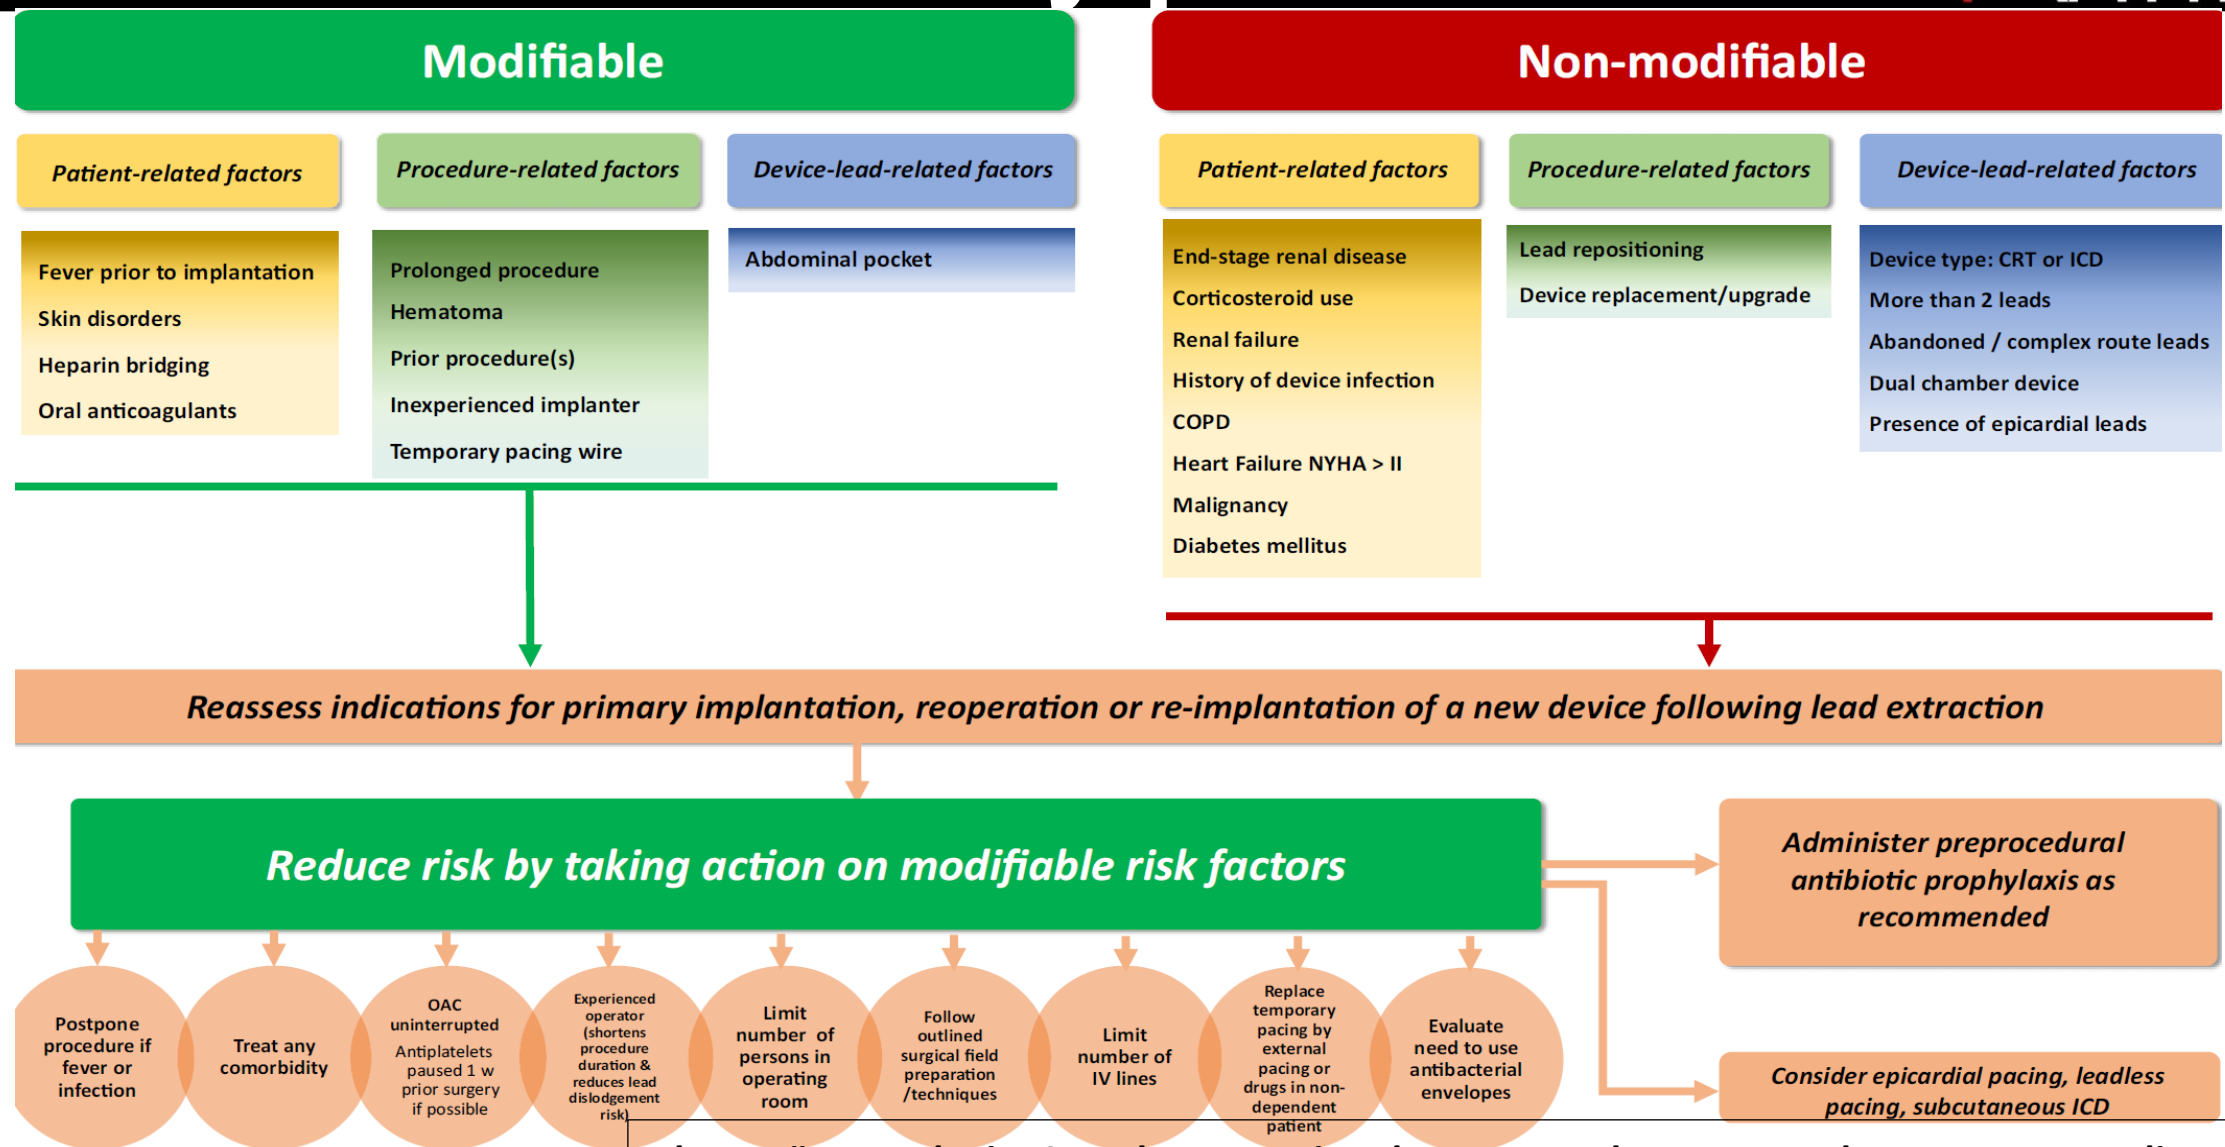 Modifiable
Non-modifiable
Patient-related factors
Procedure-related factors
Device-lead-related factors
Patient-related factors
Procedure-related factors
Device-lead-related factors
Fever prior to implantation
Skin disorders
Heparin bridging
Oral anticoagulants
Prolonged procedure
Hematoma
Prior procedure(s)
Inexperienced implanter
Temporary pacing wire
Abdominal pocket
End-stage renal disease
Corticosteroid use
Renal failure
History of device infection
COPD
Heart Failure NYHA > II
Malignancy
Diabetes mellitus
Lead repositioning
Device replacement/upgrade
Device type: CRT or ICD
More than 2 leads
Abandoned / complex route leads
Dual chamber device
Presence of epicardial leads
Reassess indications for primary implantation, reoperation or re-implantation of a new device following lead extraction
Reduce risk by taking action on modifiable risk factors
Administer preprocedural
antibiotic prophylaxis as
recommended
Postpone
procedure if
fever or
infection
Treat any
comorbidity
OAC
uninterrupted
Antiplatelets
paused 1 w
prior surgery
if possible
Experienced
operator
(shortens
procedure
duration &
reduces lead
dislodgement
risk)
Limit
number of
persons in
operating
room
Follow
outlined
surgical field
preparation
/techniques
Limit
number of
IV lines
Replace
temporary
pacing by
external
pacing or
drugs in non-
dependent
patient
Evaluate
need to use
antibacterial
envelopes
Consider epicardial pacing, leadless
pacing, subcutaneous ICD